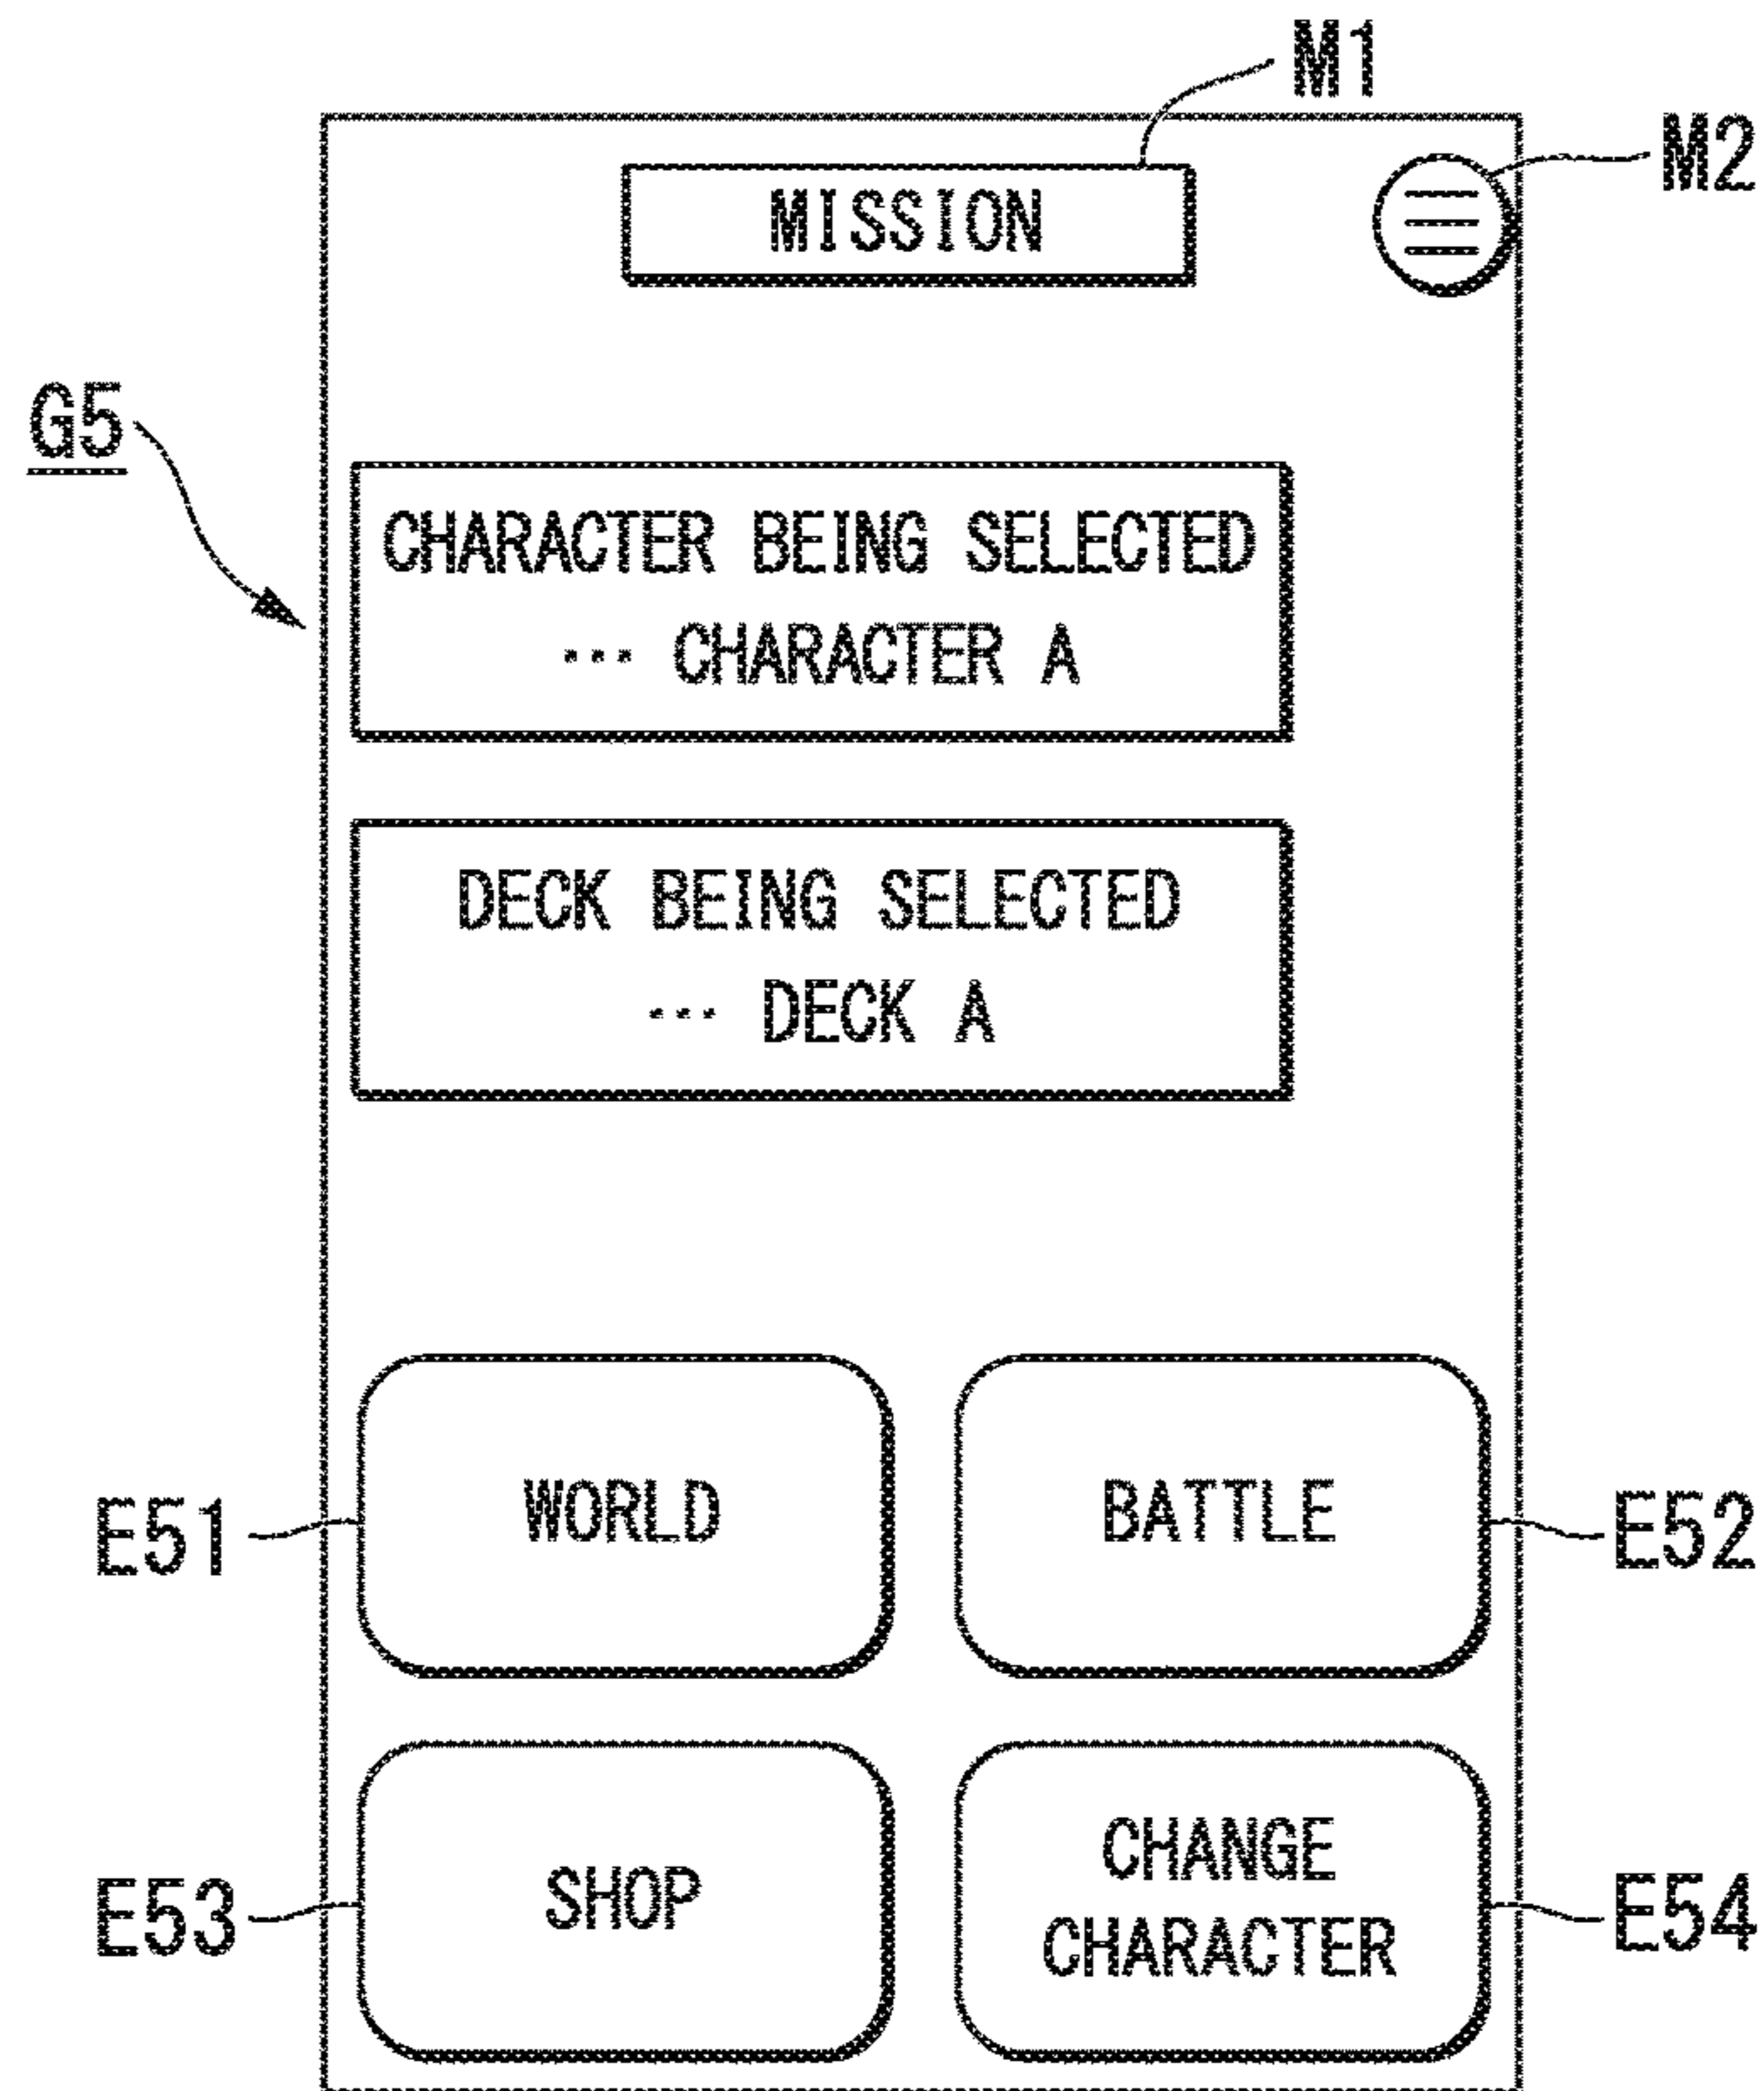 M1
M2
MISSION
G5
CHARACTER BEING SELECTED
... CHARACTER A
DECK BEING SELECTED
... DECK A
E51
WORLD
BATTLE
E52
E53
SHOP
CHANGE
CHARACTER
E54